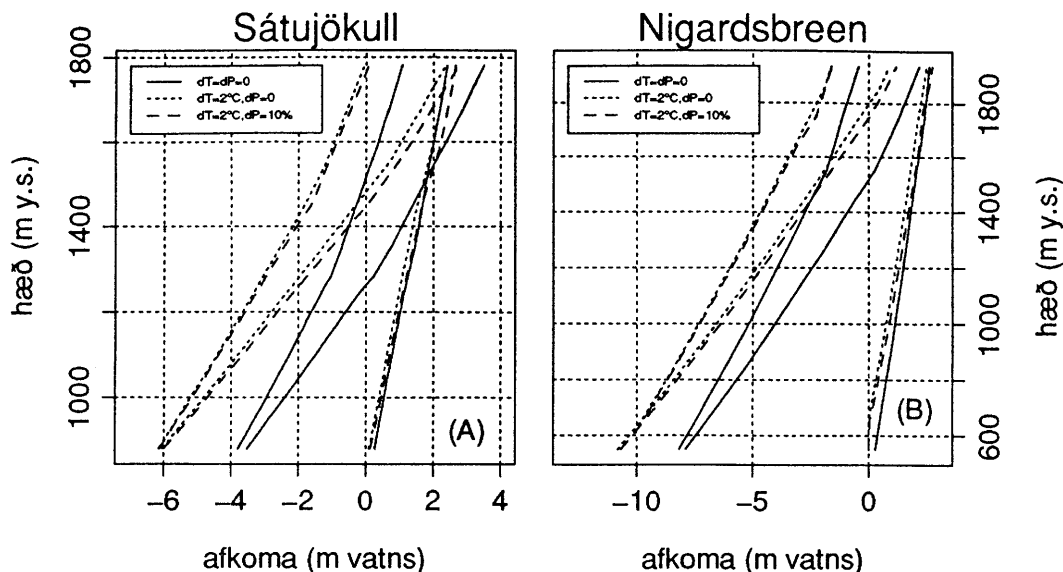 Sátujökull
Nigardsbreen
dT=dP=0
dT=2°C,dP=0
dT=2°C,dP=10%
dT=dP=0
dT=2°C,dP=0
dT=2°C,dP=10%
1800
1400
1000
hæð (m y.s.)
(A)
−6 −4 −2 0 2 4
afkoma (m vatns)
1800
1400
1000
600
hæð (m y.s.)
(B)
−10 −5 0
afkoma (m vatns)